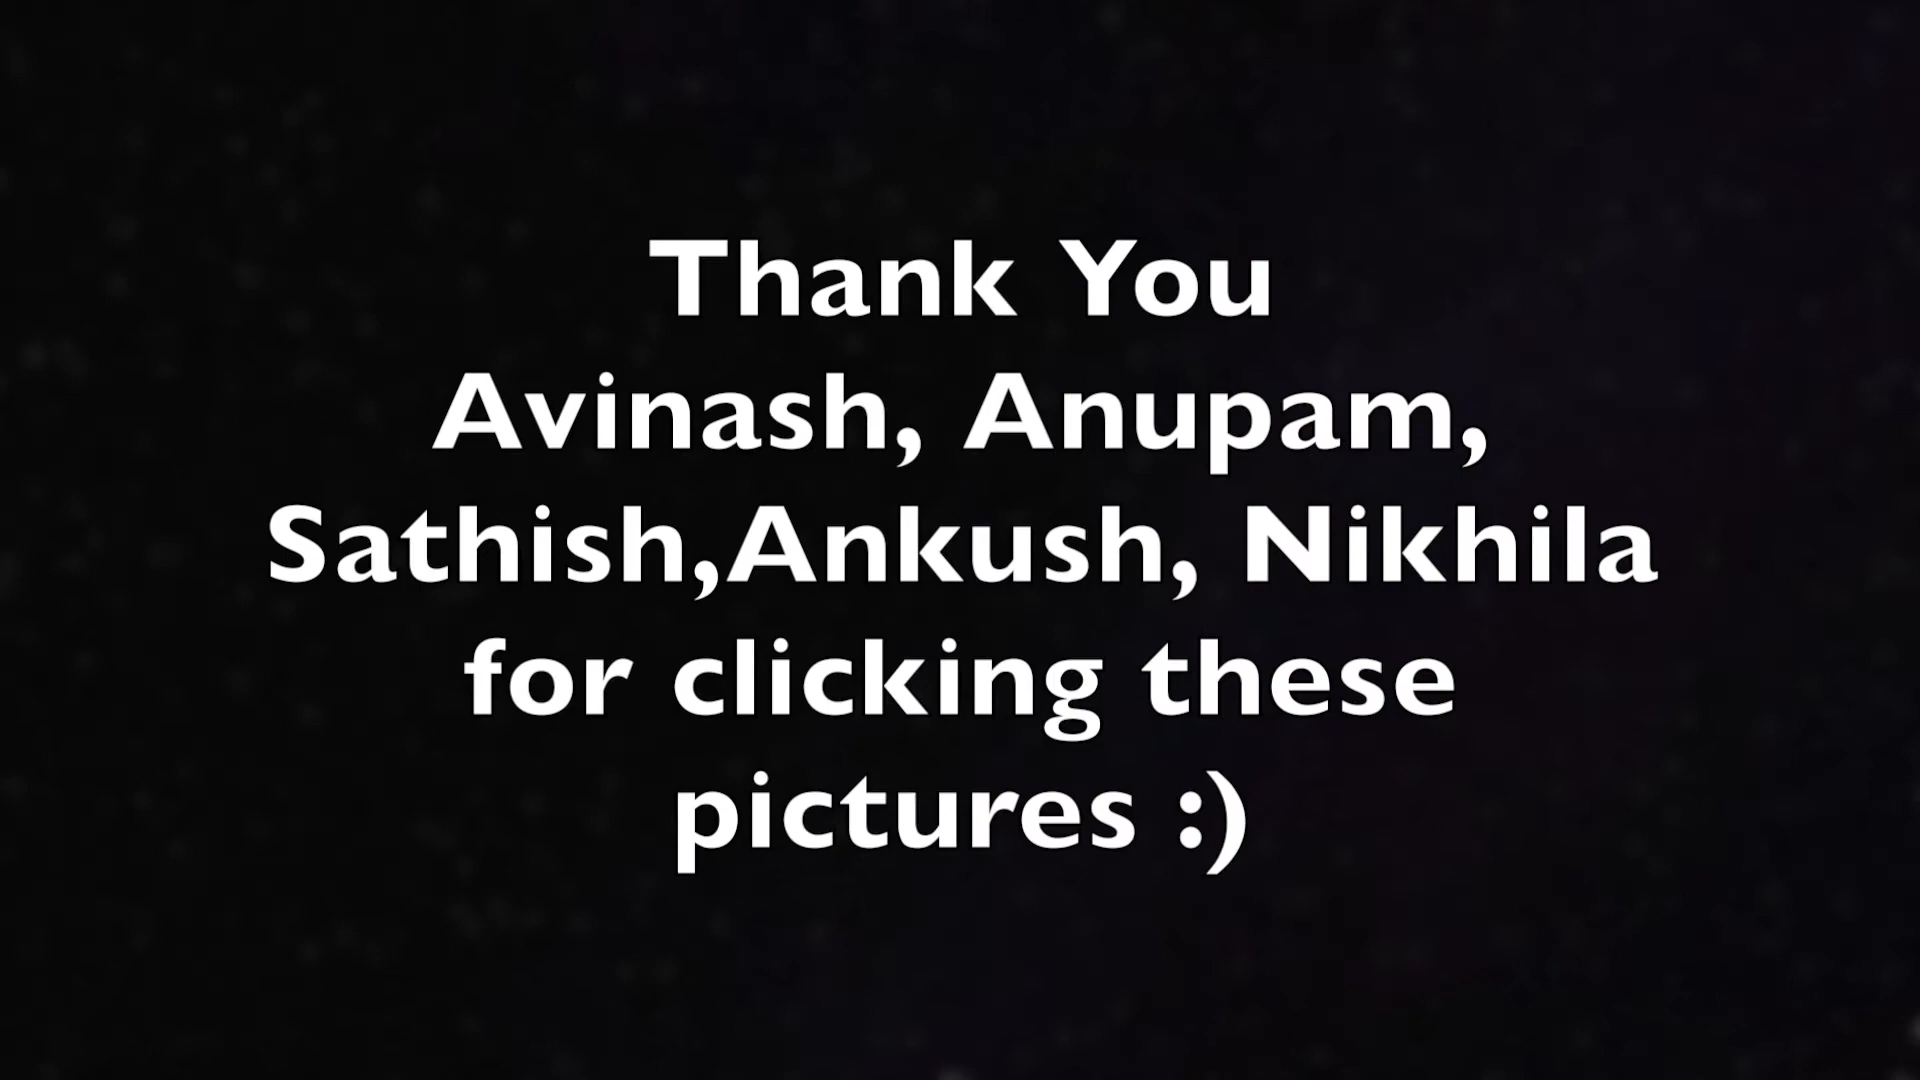 Thank You
Avinash, Anupam,
Sathish,Ankush, Nikhila
for clicking these
pictures :)